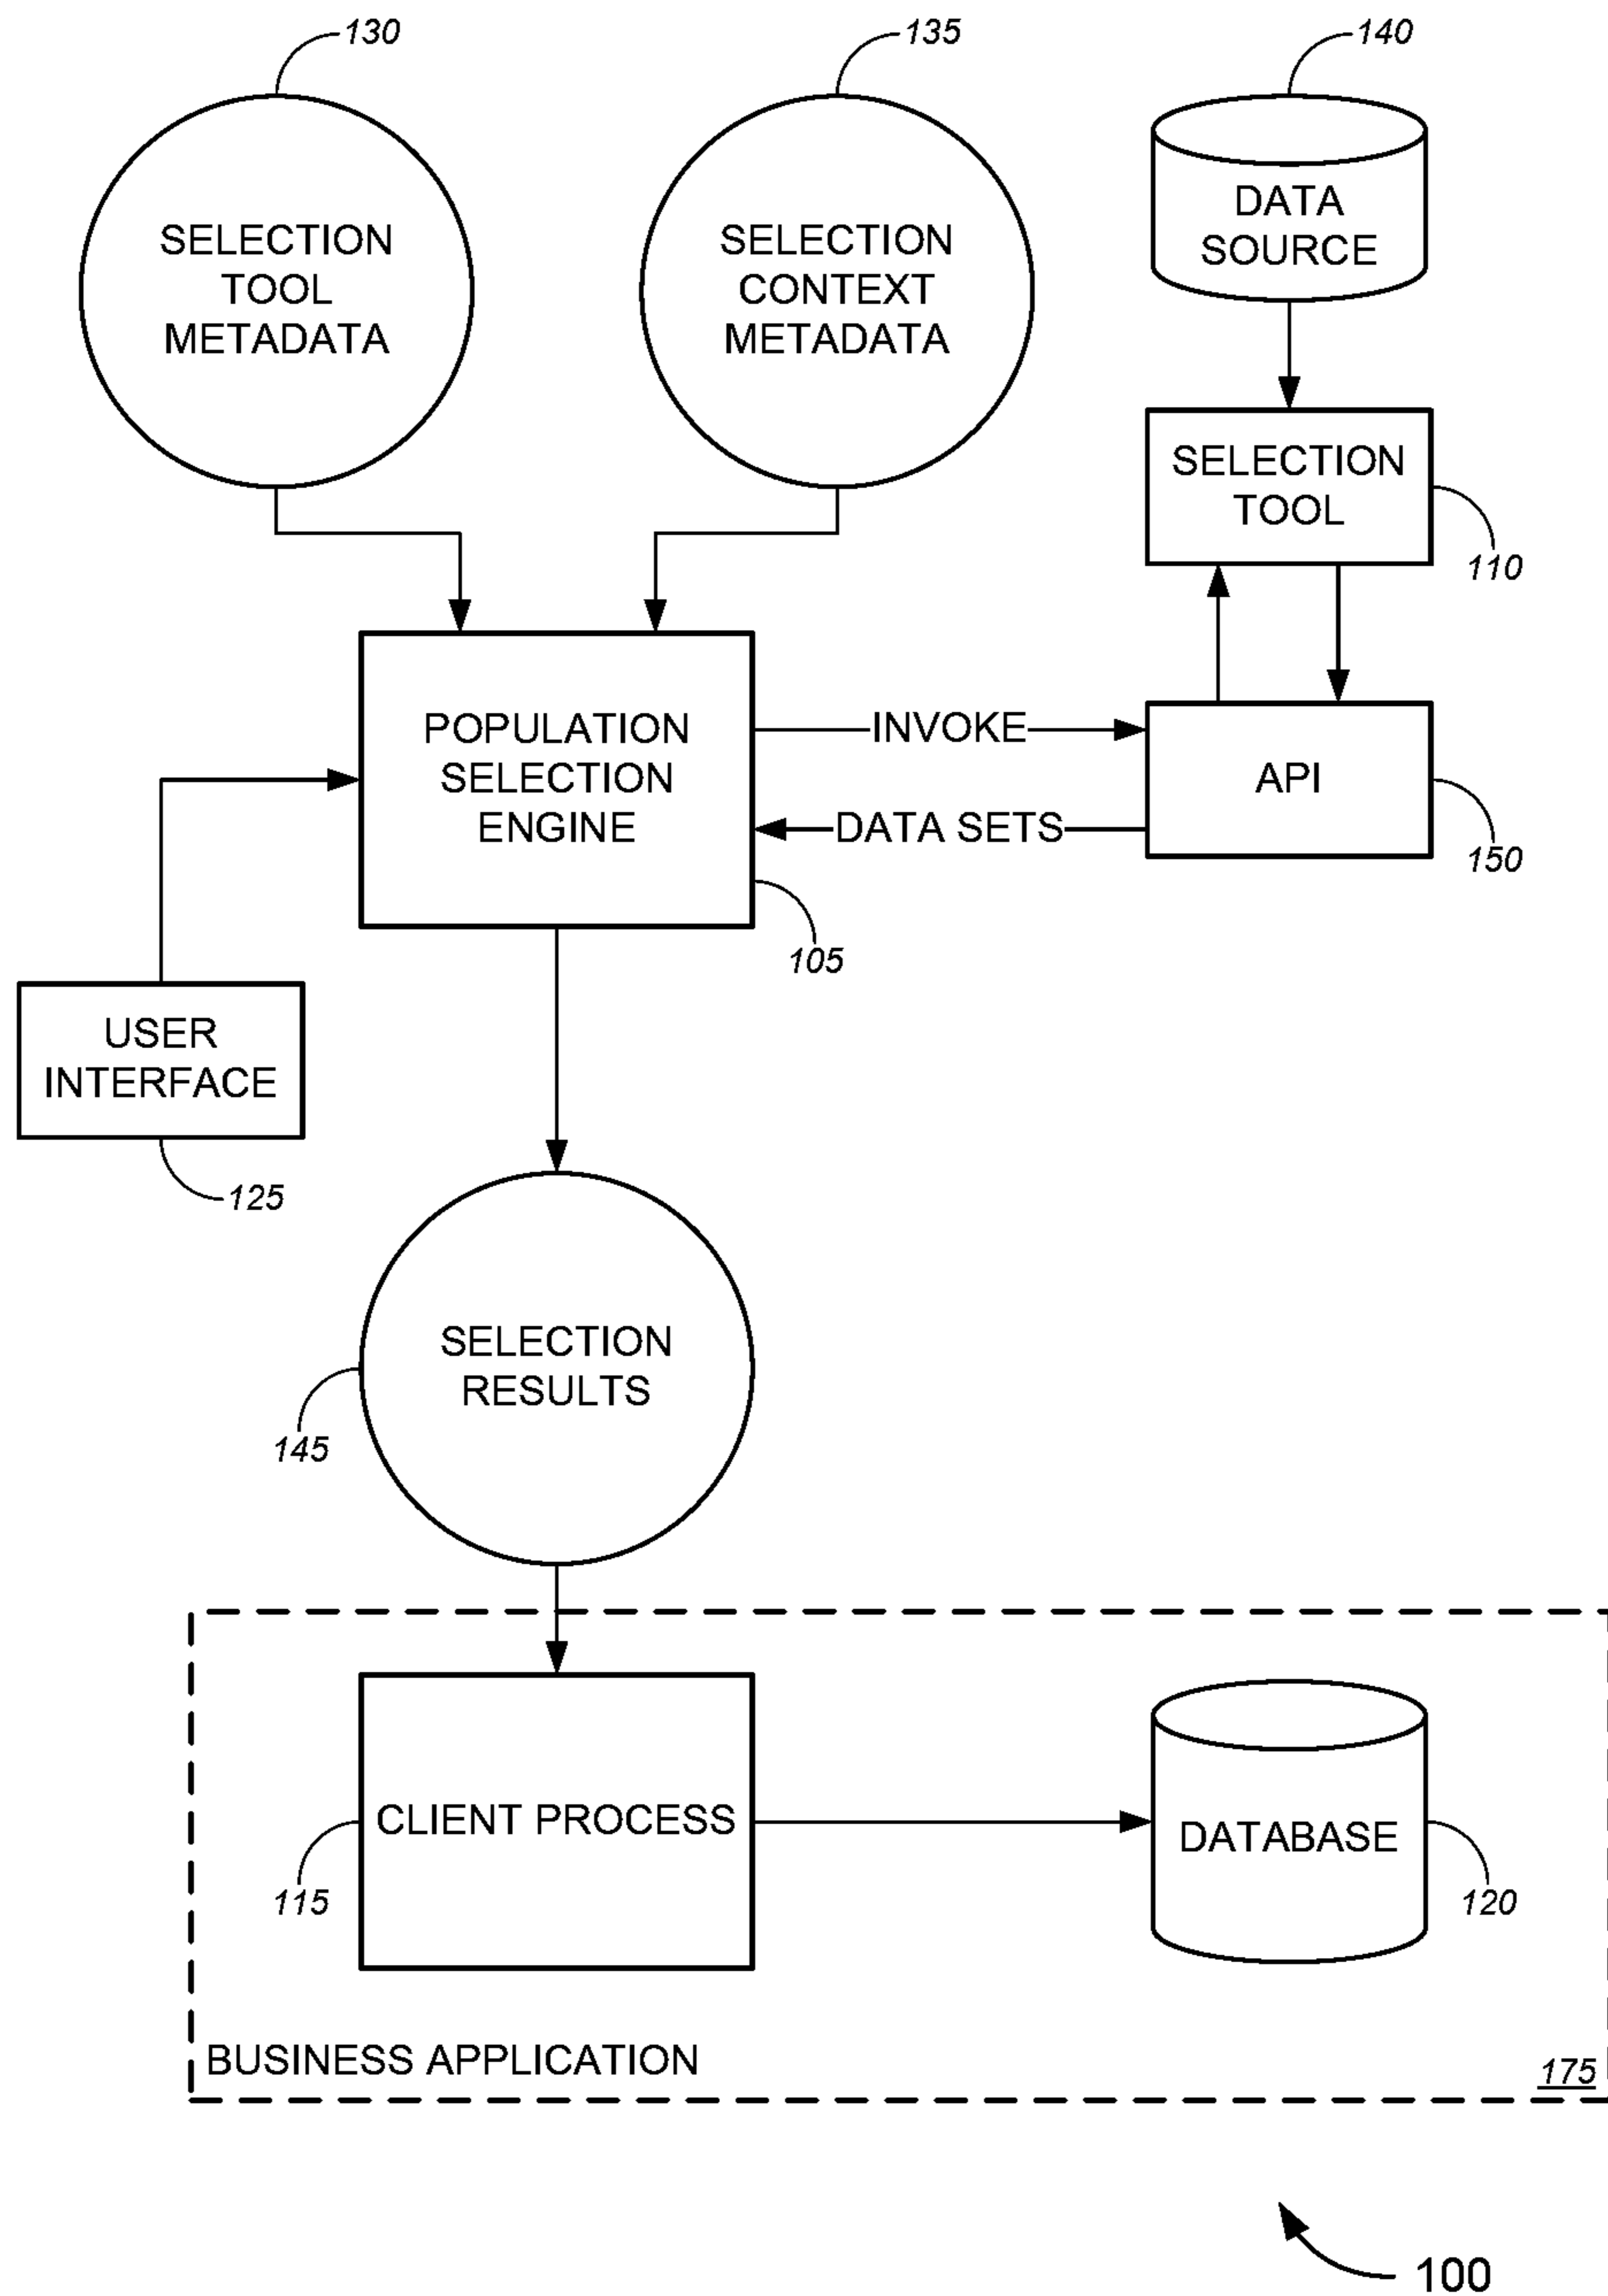 130
135
140
SELECTION
TOOL
METADATA
SELECTION
CONTEXT
METADATA
DATA
SOURCE
SELECTION
TOOL
110
POPULATION
SELECTION
ENGINE
INVOKE
DATA SETS
API
150
105
USER
INTERFACE
125
SELECTION
RESULTS
145
CLIENT PROCESS
115
DATABASE
120
BUSINESS APPLICATION
175
100